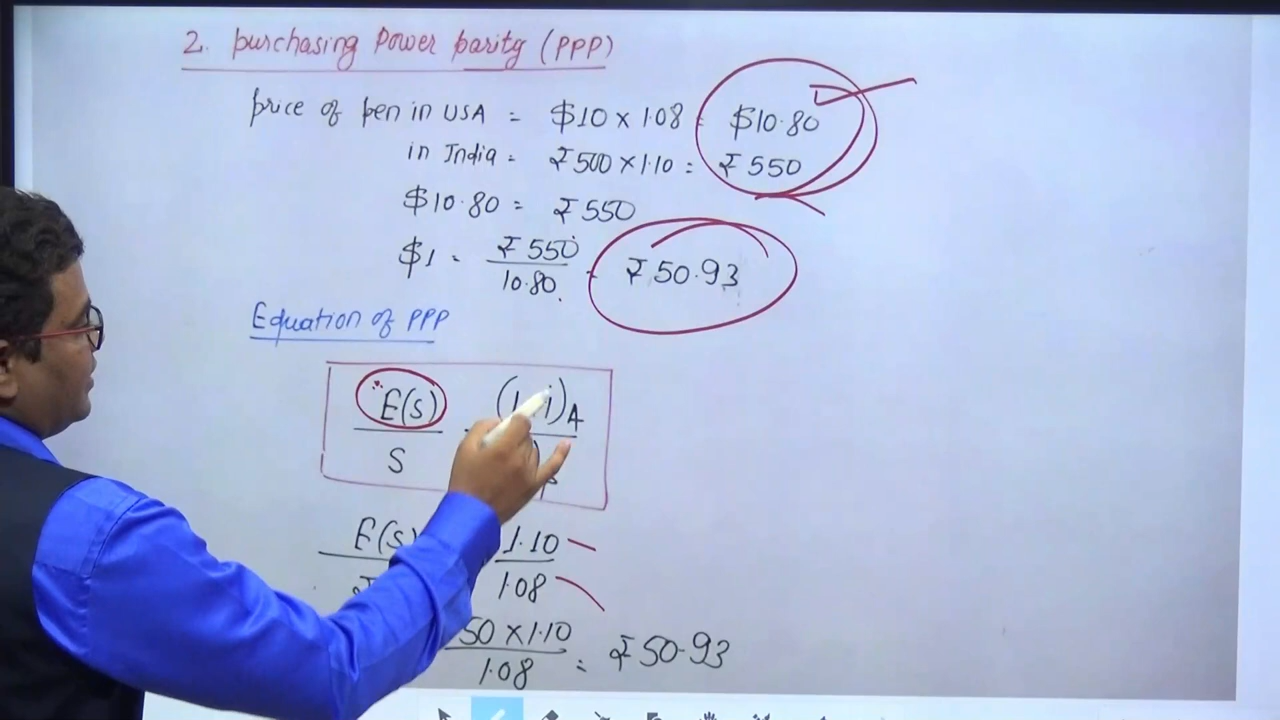 2. Purchasing Power parity (PPP)
price of pen in USA = $10 × 1.08 = $10.80
in India = ₹500 × 1.10 = ₹550
$10.80 = ₹550
$1 = ₹550 / 10.80 = ₹50.93
Equation of PPP
E(S) / S (1 i)A
E(S) 1.10 / 1.08
50 × 1.10 / 1.08 = ₹50.93